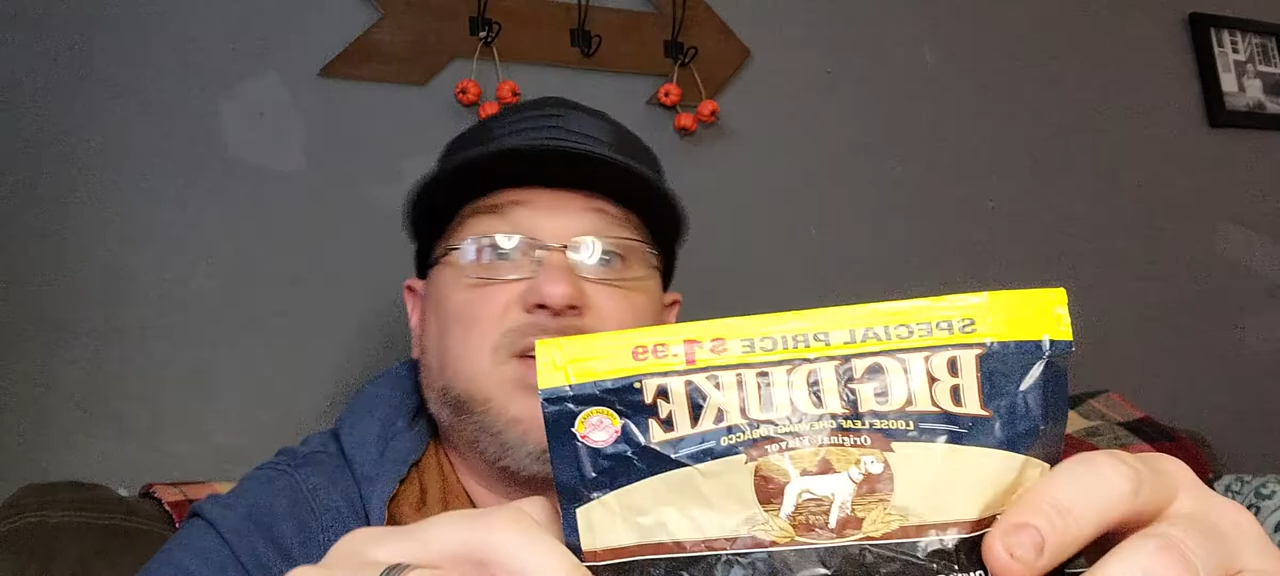 SPECIAL PRICE $1.99
BIG DUKE
LOOSE LEAF CHEWING TOBACCO
Original Flavor